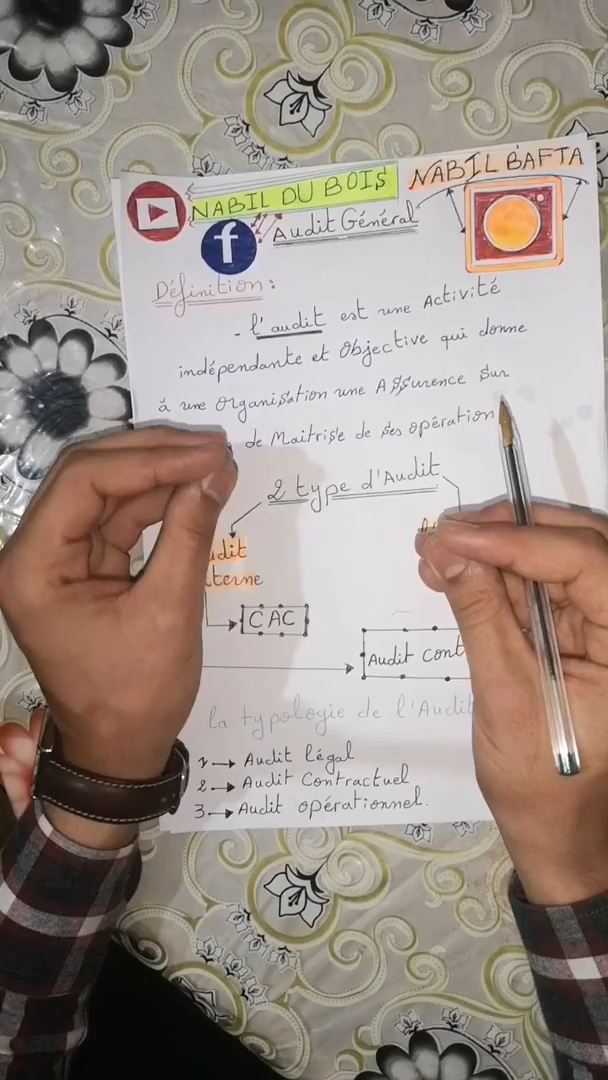 NABIL DU BOIS
NABIL BAFTA
f
Audit Général
Définition :
- l'audit est une Activité
indépendante et Objective qui donne
à une Organisation une Assurence sur
de Maitrise de ses opération
2 type d'Audit
CAC
Audit Cont
la typologie de l'Audit
1 → Audit légal
2 → Audit Contractuel
3 → Audit opérationnel.